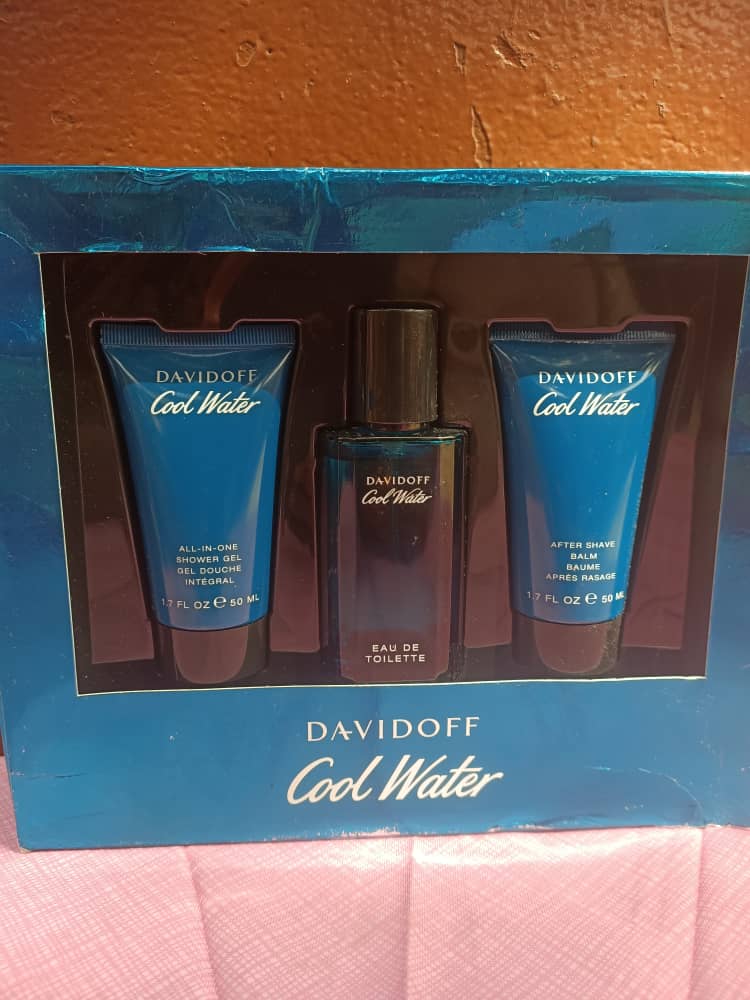 DAVIDOFF
Cool Water
ALL-IN-ONE
SHOWER GEL
GEL DOUCHE
INTÉGRAL
1.7 FL OZ e 50 ML
DAVIDOFF
Cool Water
EAU DE
TOILETTE
DAVIDOFF
Cool Water
AFTER SHAVE
BALM
BAUME
APRÈS RASAGE
1.7 FL OZ e 50 ML
DAVIDOFF
Cool Water